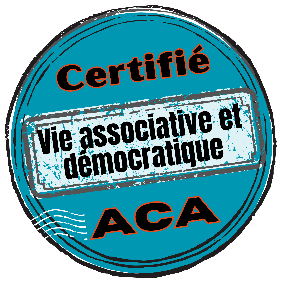 Certifié
Vie associative et
démocratique
ACA